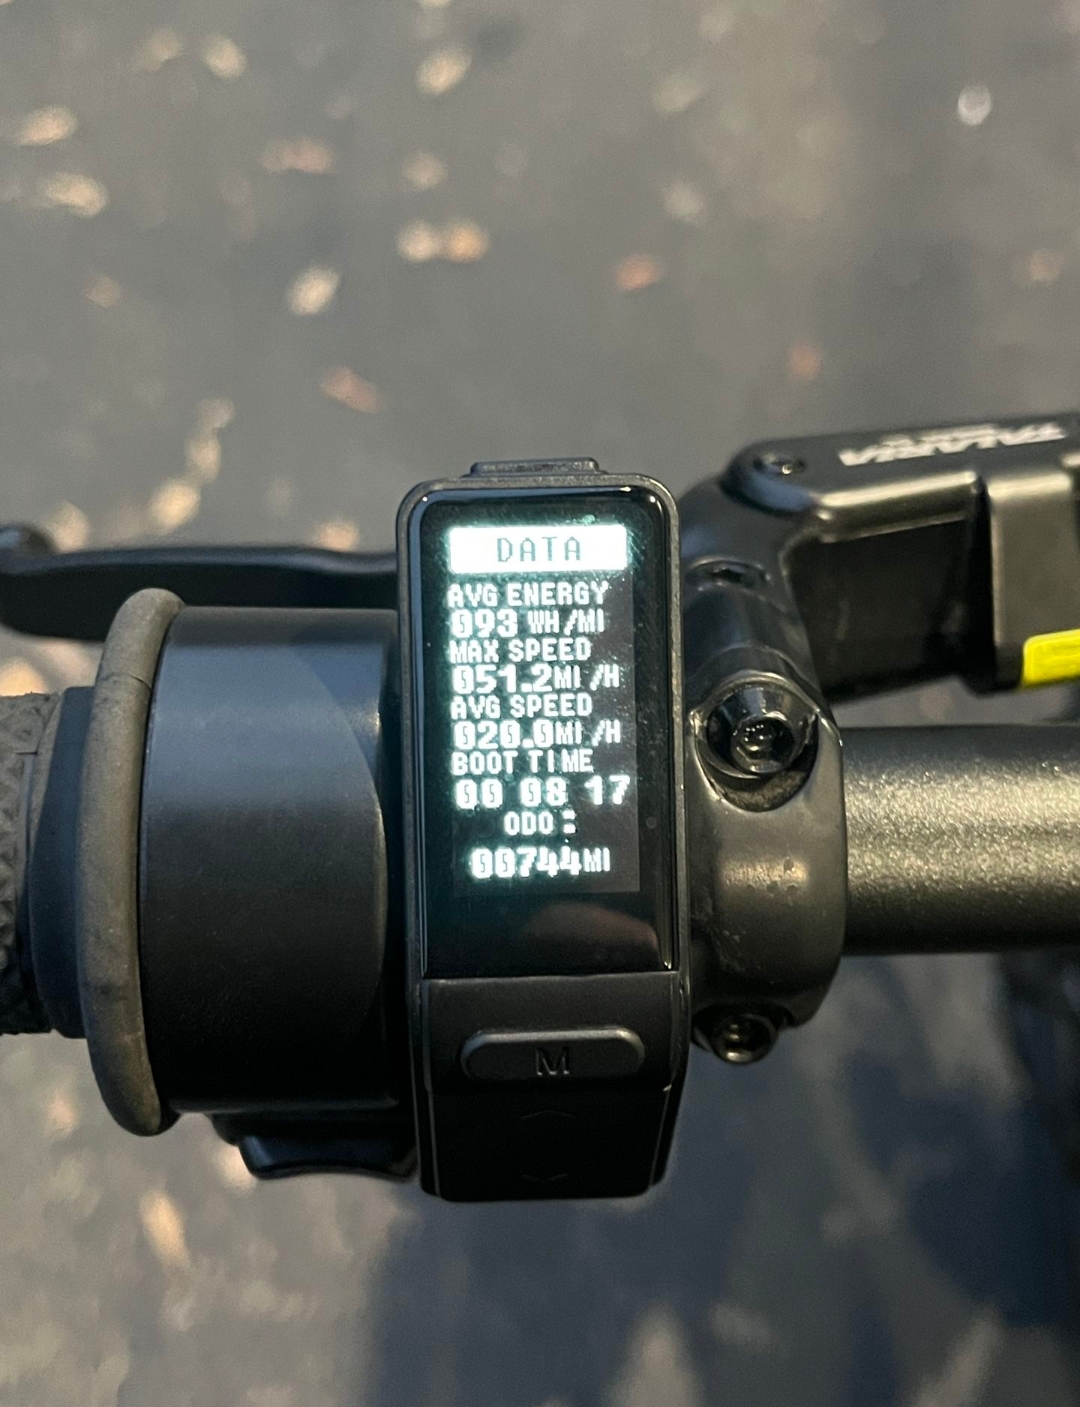 TALARIA
DATA
AVG ENERGY
093 WH/MI
MAX SPEED
051.2MI/H
AVG SPEED
020.0MI/H
BOOT TIME
00 08 17
ODO:
00744MI
M